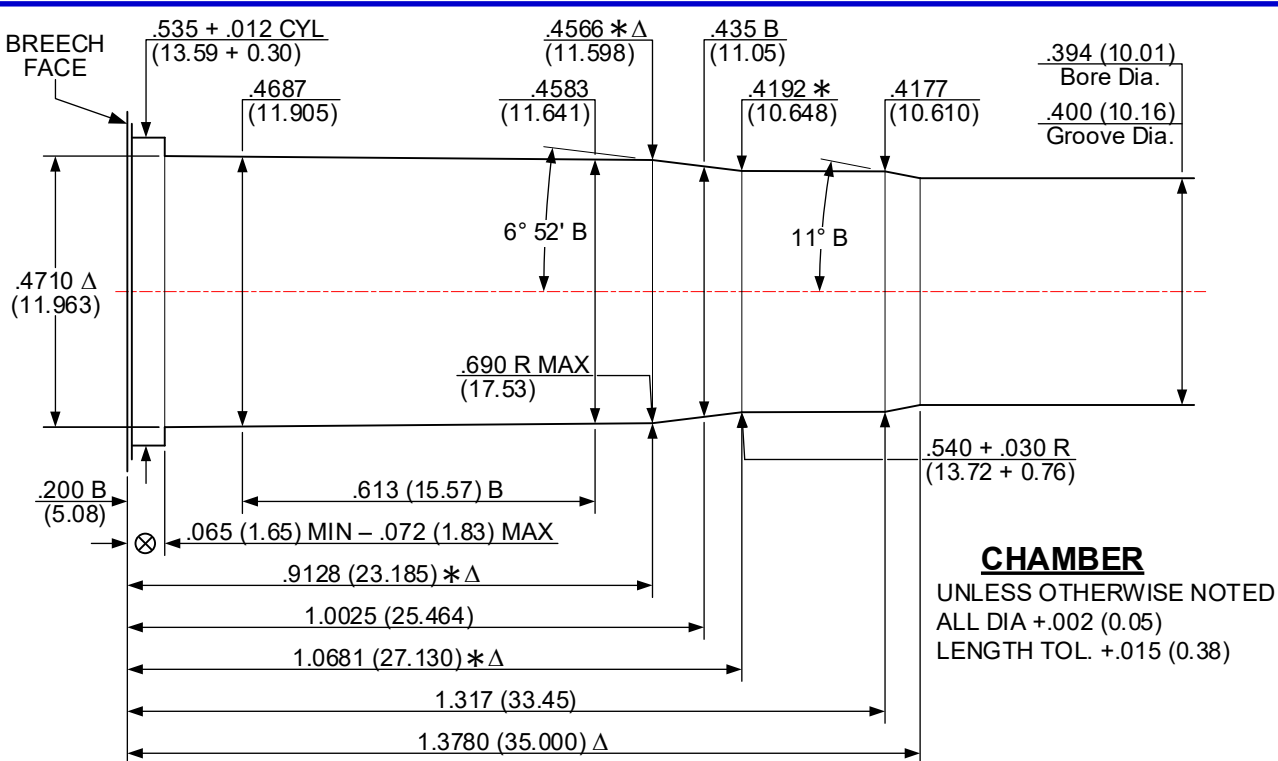 BREECH
FACE
.535 + .012 CYL
(13.59 + 0.30)
.4566 * Δ
(11.598)
.435 B
(11.05)
.394 (10.01)
Bore Dia.
.400 (10.16)
Groove Dia.
.4687
(11.905)
.4583
(11.641)
.4192 *
(10.648)
.4177
(10.610)
6° 52' B
11° B
.4710 Δ
(11.963)
.690 R MAX
(17.53)
.540 + .030 R
(13.72 + 0.76)
.200 B
(5.08)
.613 (15.57) B
⊗ .065 (1.65) MIN – .072 (1.83) MAX
.9128 (23.185) * Δ
1.0025 (25.464)
1.0681 (27.130) * Δ
1.317 (33.45)
1.3780 (35.000) Δ
CHAMBER
UNLESS OTHERWISE NOTED
ALL DIA +.002 (0.05)
LENGTH TOL. +.015 (0.38)